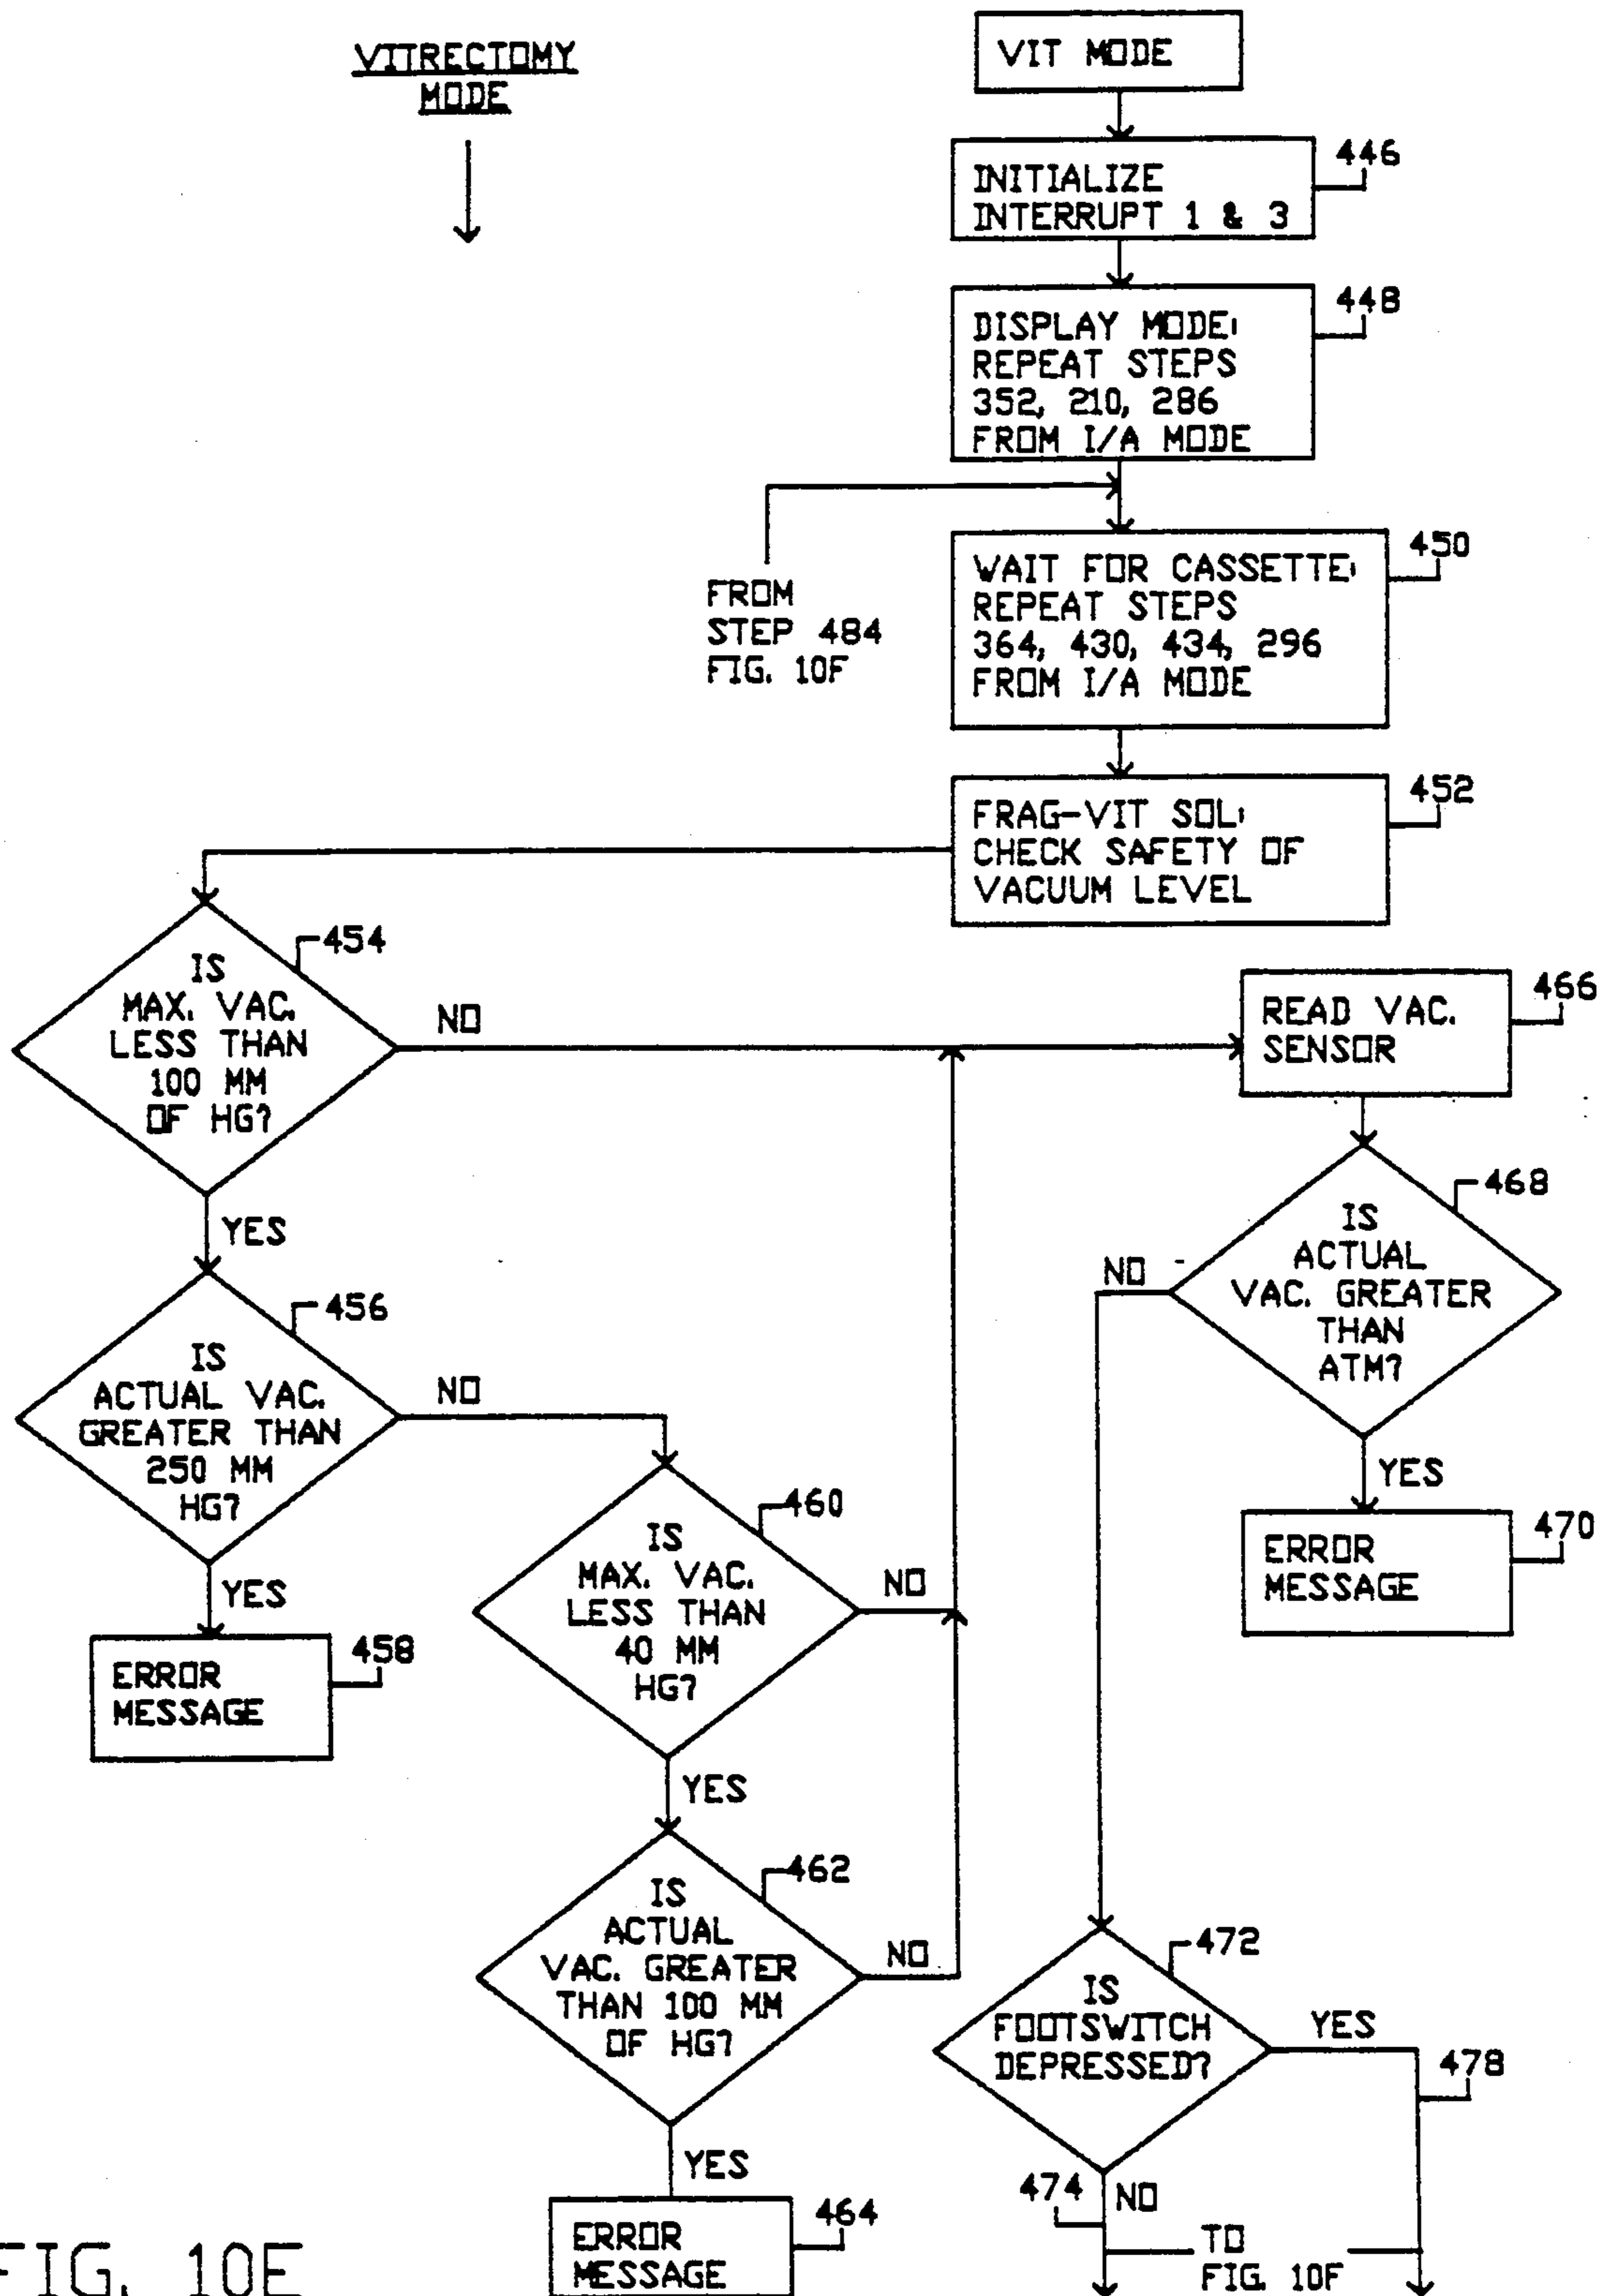 VITRECTOMY
MODE
VIT MODE
446
INITIALIZE
INTERRUPT 1 & 3
448
DISPLAY MODE:
REPEAT STEPS
352, 210, 286
FROM I/A MODE
FROM
STEP 484
FIG. 10F
450
WAIT FOR CASSETTE:
REPEAT STEPS
364, 430, 434, 296
FROM I/A MODE
452
FRAG-VIT SOL:
CHECK SAFETY OF
VACUUM LEVEL
454
IS
MAX. VAC.
LESS THAN
100 MM
OF HG?
NO
YES
456
IS
ACTUAL VAC.
GREATER THAN
250 MM
HG?
NO
YES
458
ERROR
MESSAGE
460
IS
MAX. VAC.
LESS THAN
40 MM
HG?
NO
YES
462
IS
ACTUAL
VAC. GREATER
THAN 100 MM
OF HG?
NO
YES
464
ERROR
MESSAGE
466
READ VAC.
SENSOR
468
IS
ACTUAL
VAC. GREATER
THAN
ATM?
NO
YES
470
ERROR
MESSAGE
472
IS
FOOTSWITCH
DEPRESSED?
YES
478
474
NO
TO
FIG. 10F
FIG. 10E